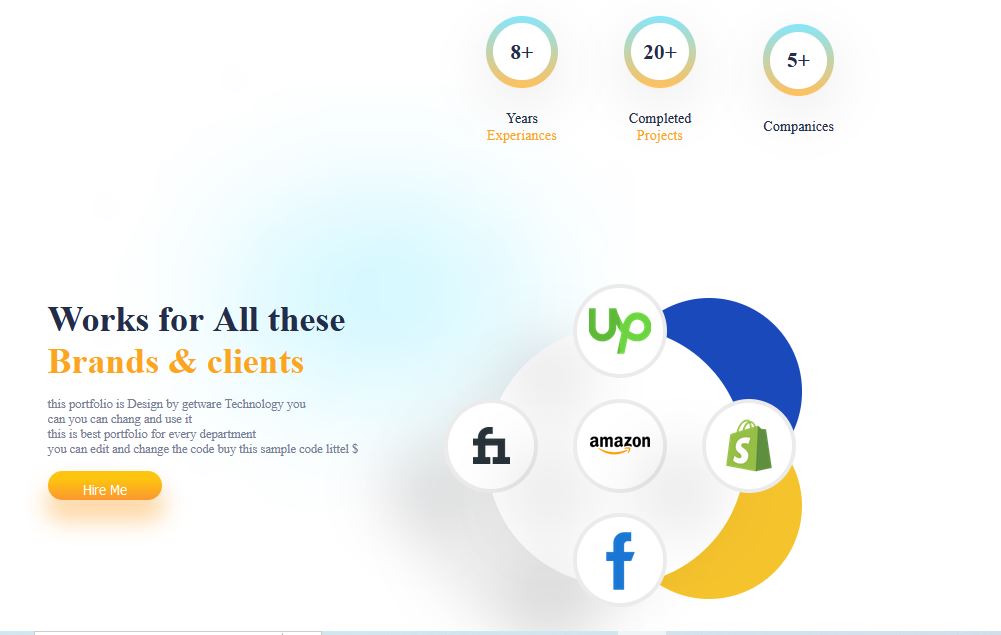 8+
20+
5+
Years
Experiances
Completed
Projects
Companices
Works for All these
Brands & clients
this portfolio is Design by getware Technology you
can you can chang and use it
this is best portfolio for every department
you can edit and change the code buy this sample code littel $
Hire Me
Up
fi
amazon
S
f